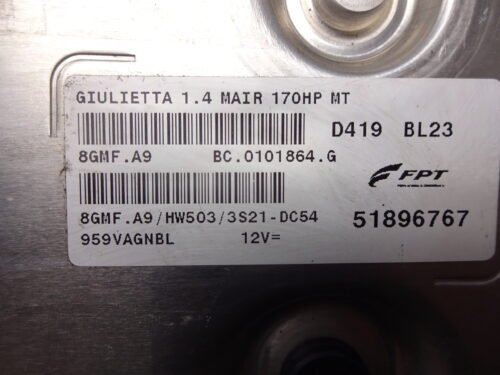 GIULIETTA 1.4 MAIR 170HP MT
D419 BL23
8GMF.A9 BC.0101864.G
FPT
8GMF.A9/HW503/3S21-DC54 51896767
959VAGNBL 12V=